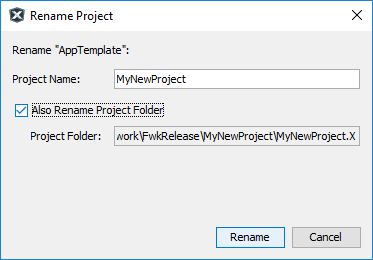 Rename Project
Rename "AppTemplate":
Project Name: MyNewProject
Also Rename Project Folder
Project Folder: work\FwkRelease\MyNewProject\MyNewProject.X
Rename Cancel